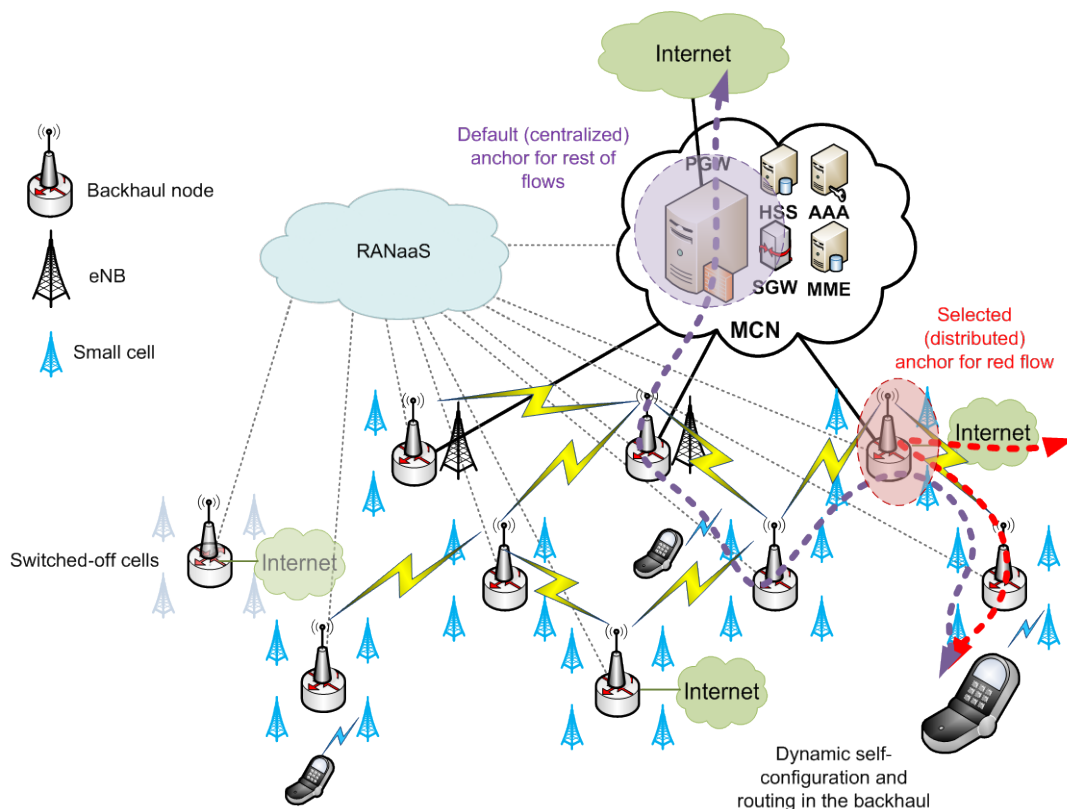 Internet
Default (centralized)
anchor for rest of
flows
PGW
HSS AAA
SGW MME
MCN
Backhaul node
RANaaS
eNB
Small cell
Selected
(distributed)
anchor for red flow
Internet
Switched-off cells
Internet
Internet
Dynamic self-
configuration and
routing in the backhaul